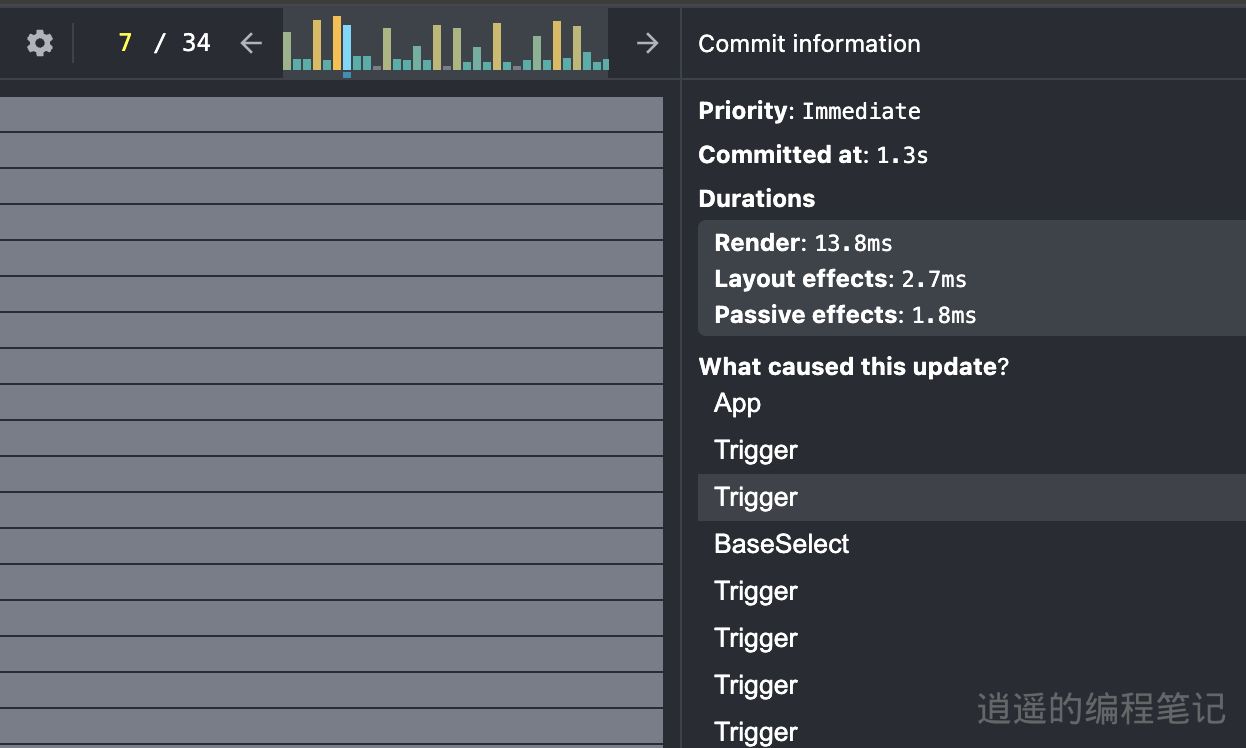 7 / 34
Commit information
Priority: Immediate
Committed at: 1.3s
Durations
Render: 13.8ms
Layout effects: 2.7ms
Passive effects: 1.8ms
What caused this update?
App
Trigger
Trigger
BaseSelect
Trigger
Trigger
Trigger
Trigger
逍遥的编程笔记